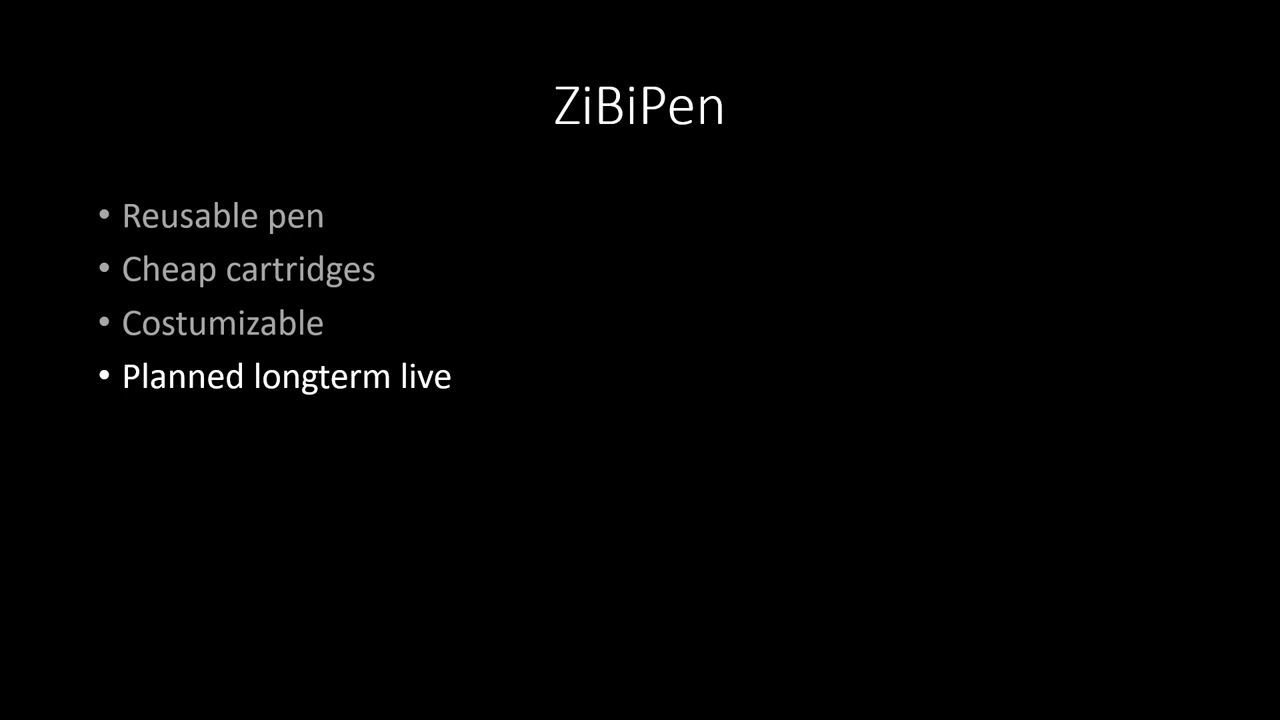 ZiBiPen
• Reusable pen
• Cheap cartridges
• Costumizable
• Planned longterm live